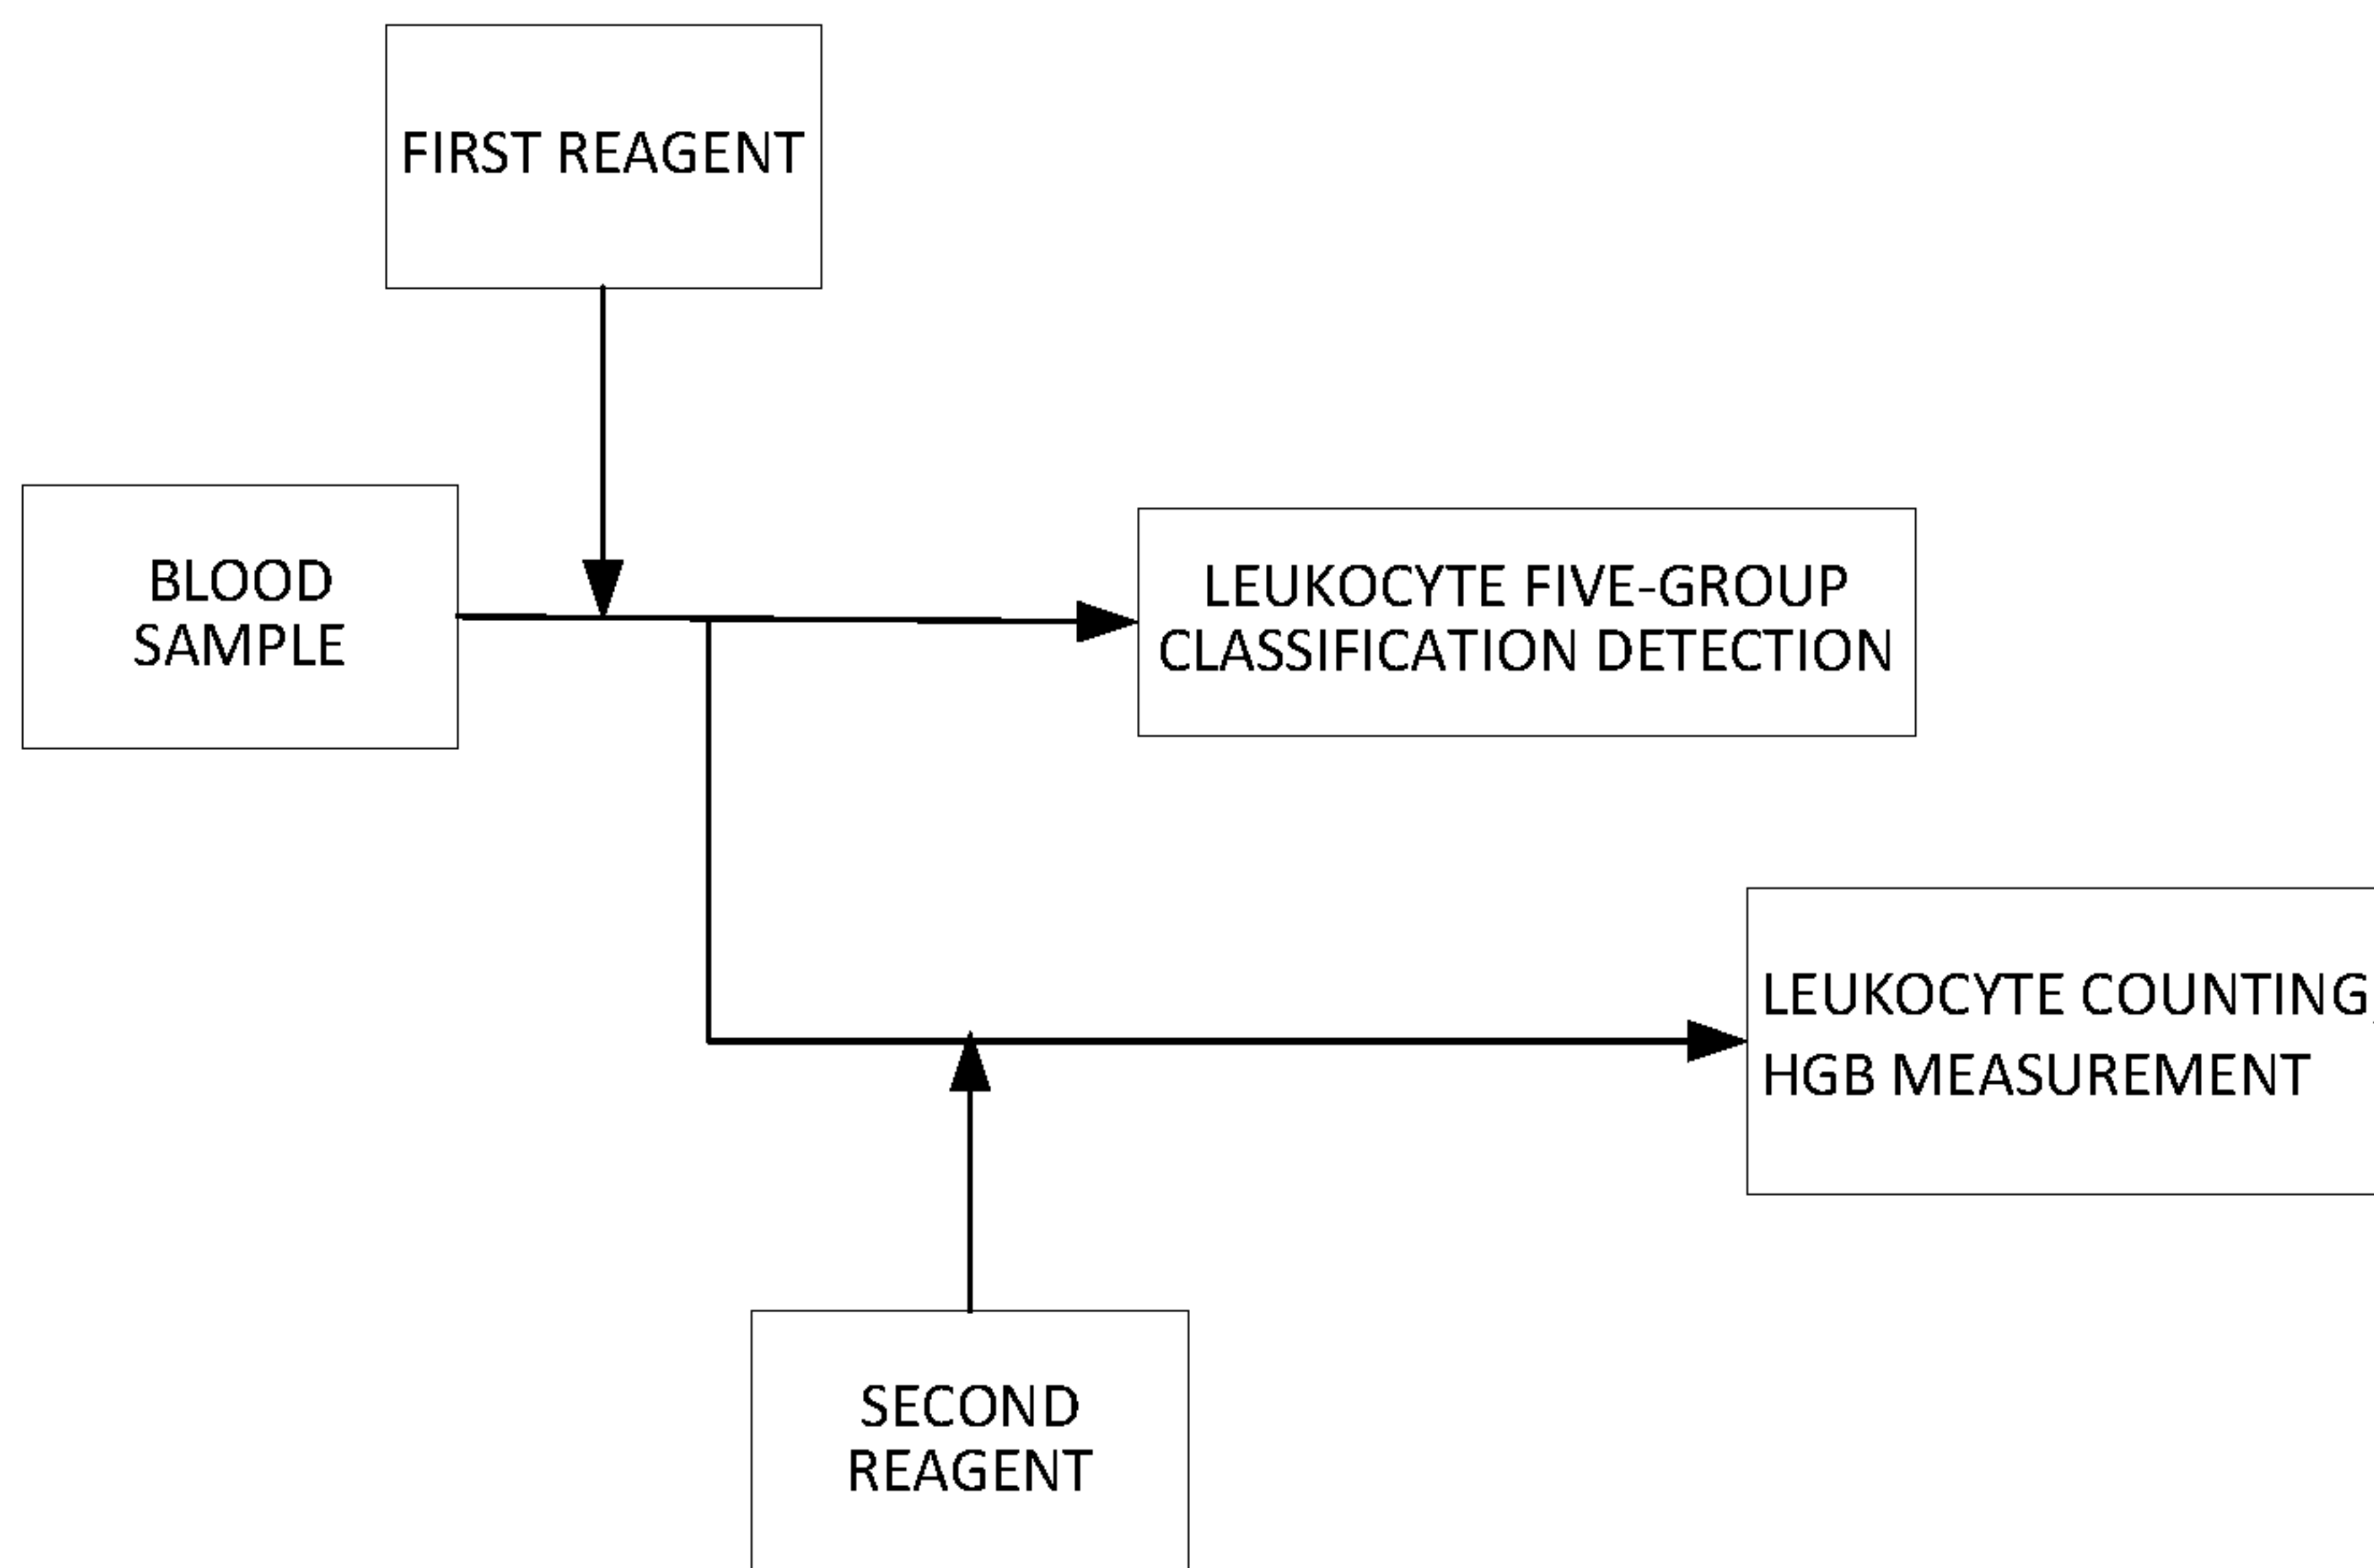 FIRST REAGENT
BLOOD
SAMPLE
LEUKOCYTE FIVE-GROUP
CLASSIFICATION DETECTION
LEUKOCYTE COUNTING,
HGB MEASUREMENT
SECOND
REAGENT